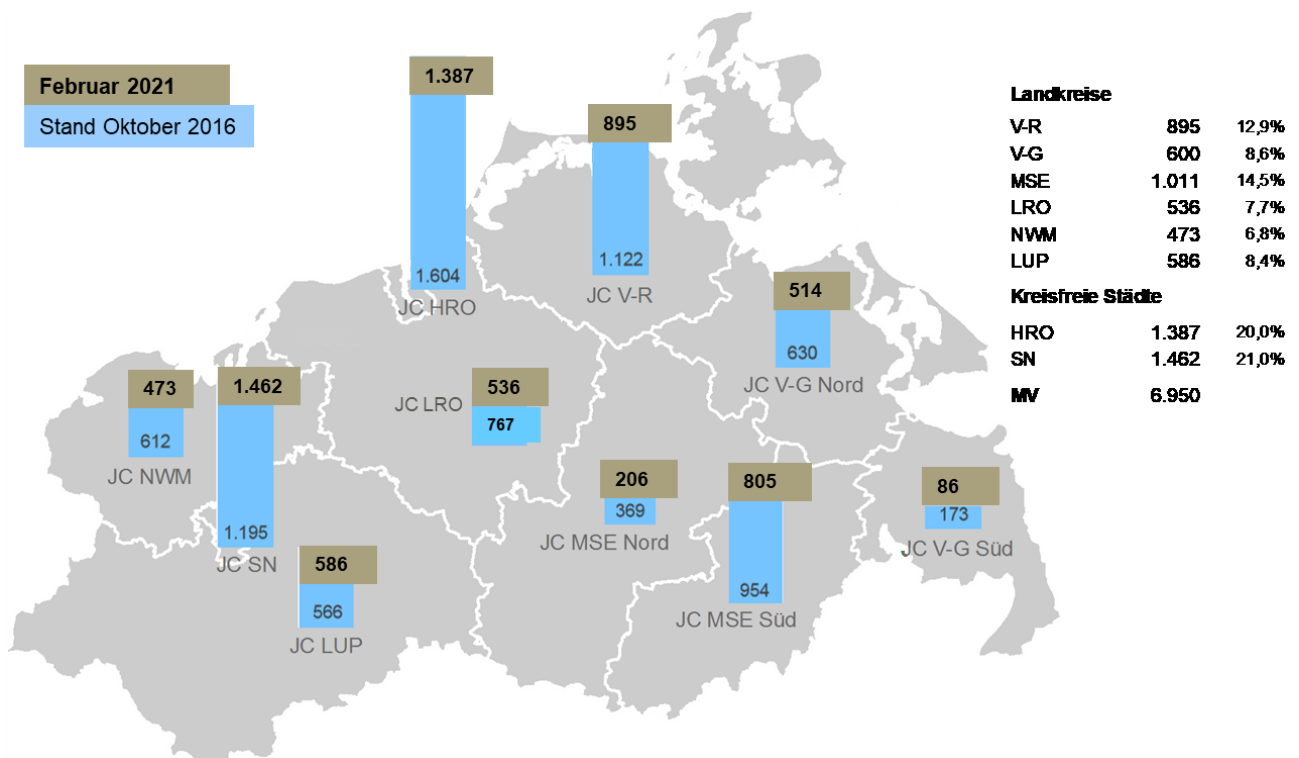 Februar 2021
Stand Oktober 2016
1.387
1.604
JC HRO
895
1.122
JC V-R
514
630
JC V-G Nord
473
612
JC NWM
1.462
1.195
JC SN
JC LRO
536
767
206
369
JC MSE Nord
805
954
JC MSE Süd
86
173
JC V-G Süd
586
566
JC LUP
Landkreise
V-R 895 12,9%
V-G 600 8,6%
MSE 1.011 14,5%
LRO 536 7,7%
NWM 473 6,8%
LUP 586 8,4%
Kreisfreie Städte
HRO 1.387 20,0%
SN 1.462 21,0%
MV 6.950